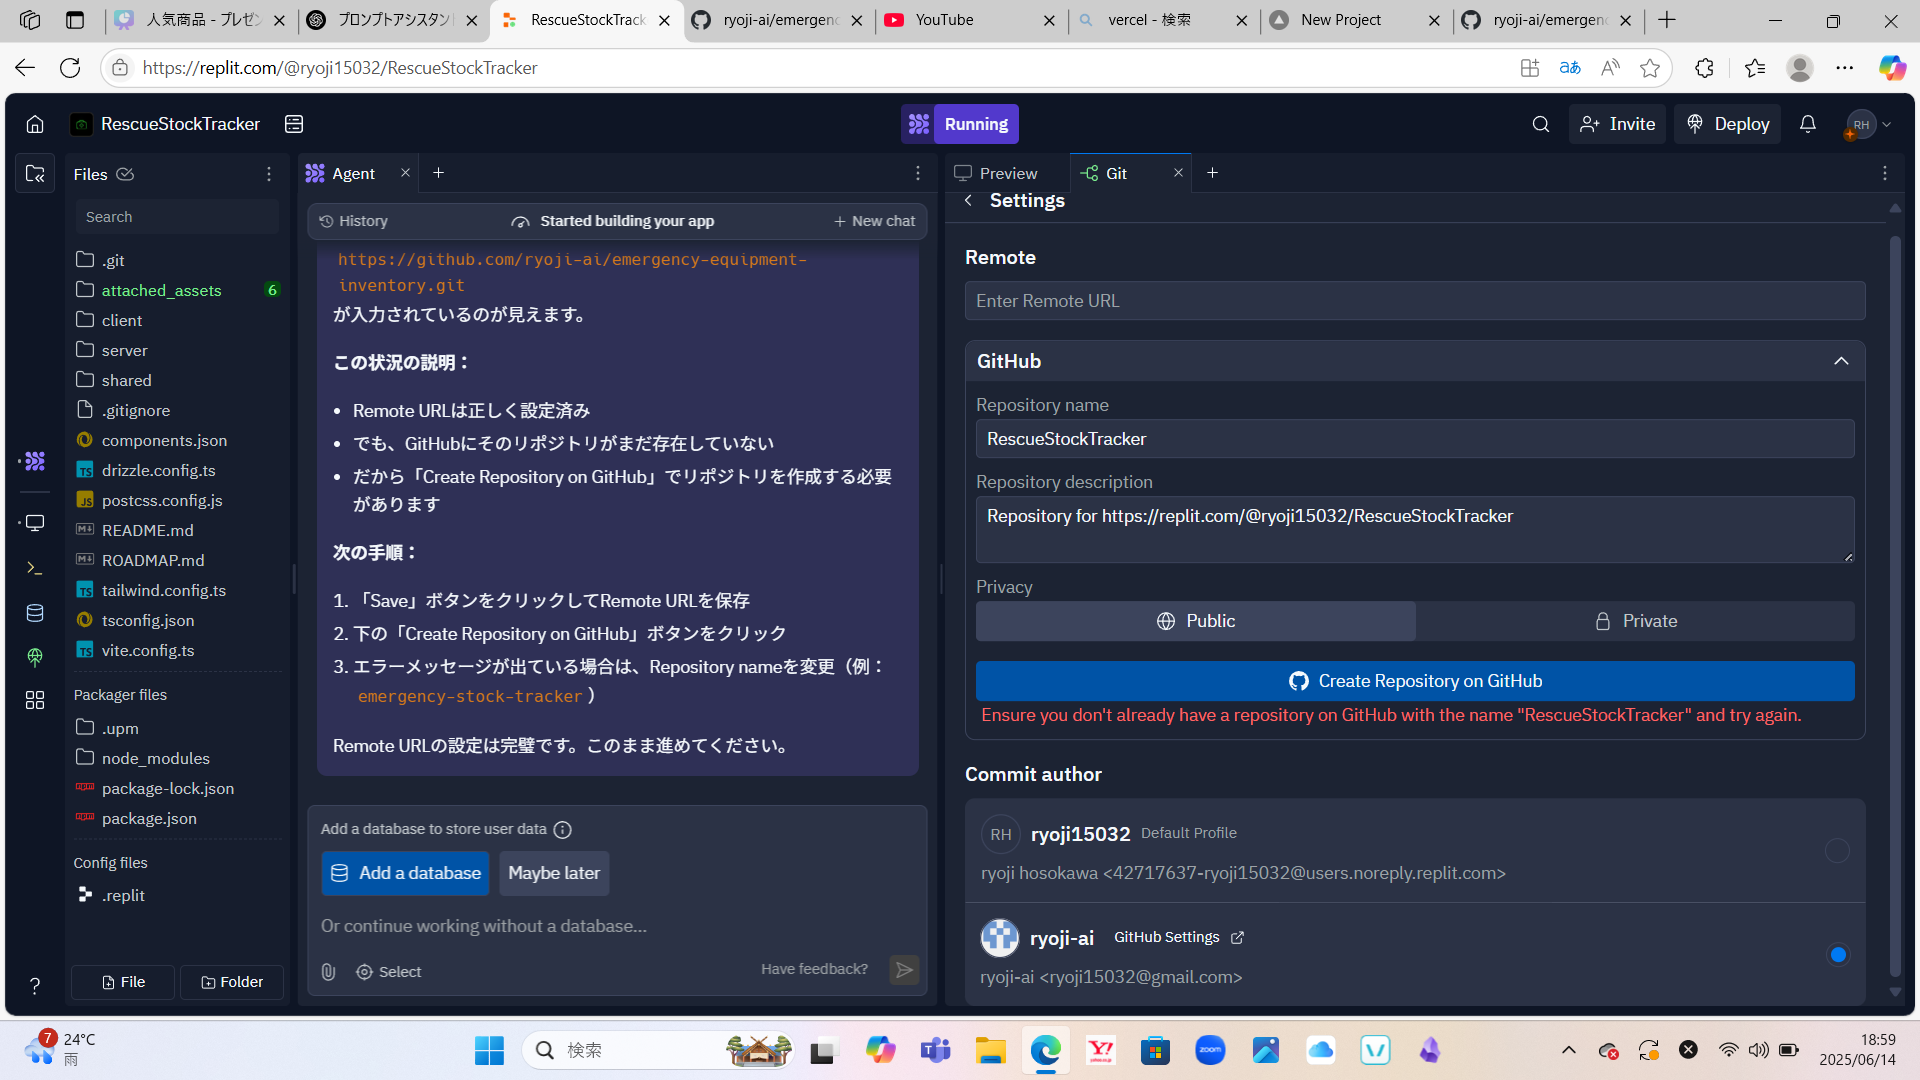 人気商品 - プレゼン
プロンプトアシスタント
RescueStockTrack
ryoji-ai/emergenc
YouTube
vercel - 検索
New Project
ryoji-ai/emergenc
https://replit.com/@ryoji15032/RescueStockTracker
RescueStockTracker
Running
Invite
Deploy
RH
Files
Search
.git
attached_assets
6
client
server
shared
.gitignore
components.json
drizzle.config.ts
postcss.config.js
README.md
ROADMAP.md
tailwind.config.ts
tsconfig.json
vite.config.ts
Packager files
.upm
node_modules
package-lock.json
package.json
Config files
.replit
File
Folder
Agent
History
Started building your app
New chat
https://github.com/ryoji-ai/emergency-equipment-
inventory.git
が入力されているのが見えます。
この状況の説明：
• Remote URLは正しく設定済み
• でも、GitHubにそのリポジトリがまだ存在していない
• だから「Create Repository on GitHub」でリポジトリを作成する必要
があります
次の手順：
1. 「Save」ボタンをクリックしてRemote URLを保存
2. 下の「Create Repository on GitHub」ボタンをクリック
3. エラーメッセージが出ている場合は、Repository nameを変更（例：
emergency-stock-tracker）
Remote URLの設定は完璧です。このまま進めてください。
Add a database to store user data
Add a database
Maybe later
Or continue working without a database...
Select
Have feedback?
Preview
Git
Settings
Remote
Enter Remote URL
GitHub
Repository name
RescueStockTracker
Repository description
Repository for https://replit.com/@ryoji15032/RescueStockTracker
Privacy
Public
Private
Create Repository on GitHub
Ensure you don't already have a repository on GitHub with the name "RescueStockTracker" and try again.
Commit author
RH
ryoji15032 Default Profile
ryoji hosokawa <42717637-ryoji15032@users.noreply.replit.com>
ryoji-ai GitHub Settings
ryoji-ai <ryoji15032@gmail.com>
7
24°C
雨
検索
zoom
18:59
2025/06/14